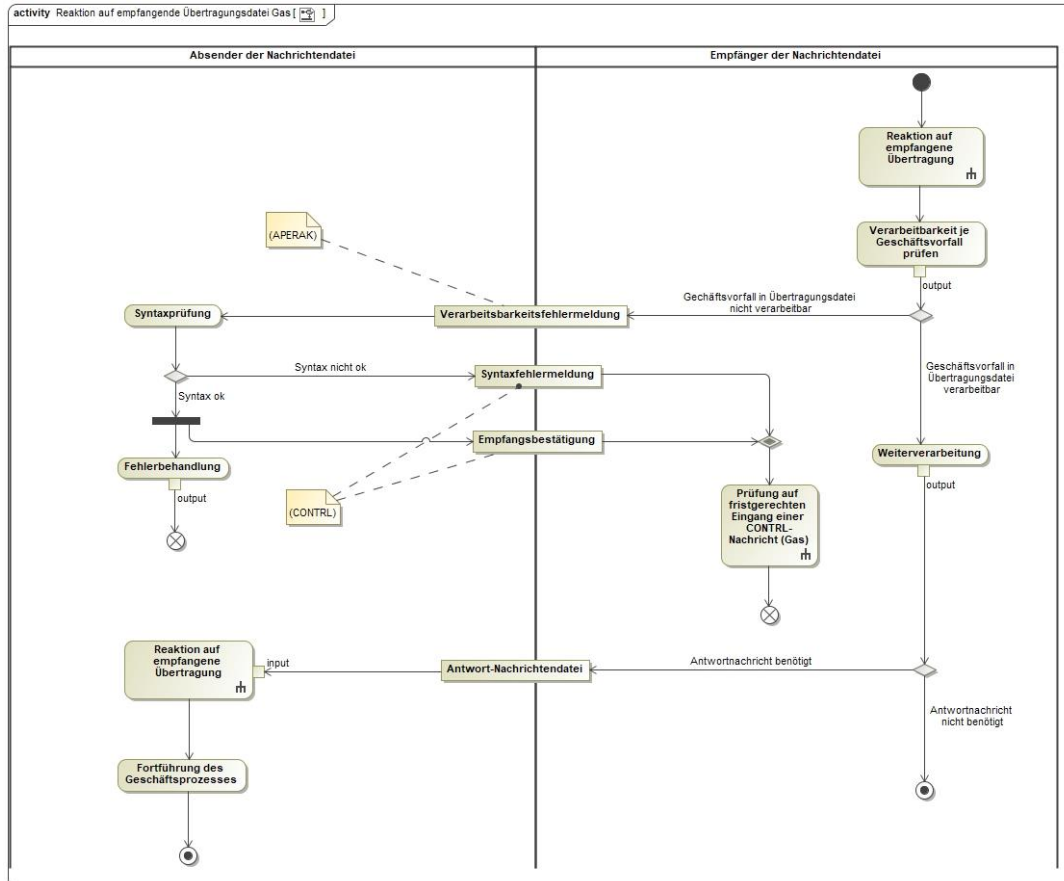 activity Reaktion auf empfangende Übertragungsdatei Gas [ ]
Absender der Nachrichtendatei
Empfänger der Nachrichtendatei
Reaktion auf
empfangene
Übertragung
Verarbeitbarkeit je
Geschäftsvorfall
prüfen
output
(APERAK)
Gechäftsvorfall in Übertragungsdatei
nicht verarbeitbar
Syntaxprüfung
Verarbeitsbarkeitsfehlermeldung
Geschäftsvorfall in
Übertragungsdatei
verarbeitbar
Syntax nicht ok
Syntaxfehlermeldung
Syntax ok
Empfangsbestätigung
Weiterverarbeitung
output
Fehlerbehandlung
output
(CONTRL)
Prüfung auf
fristgerechten
Eingang einer
CONTRL-
Nachricht (Gas)
Reaktion auf
empfangene
Übertragung
input
Antwort-Nachrichtendatei
Antwortnachricht benötigt
Antwortnachricht
nicht benötigt
Fortführung des
Geschäftsprozesses